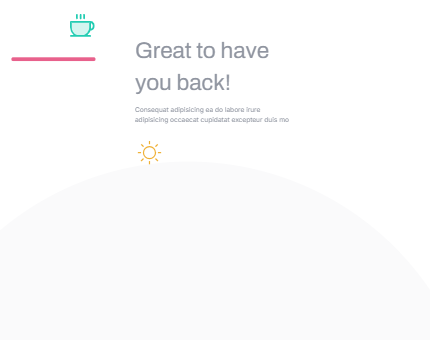 Great to have
you back!
Consequat adipisicing ea do labore irure
adipisicing occaecat cupidatat excepteur duis mo